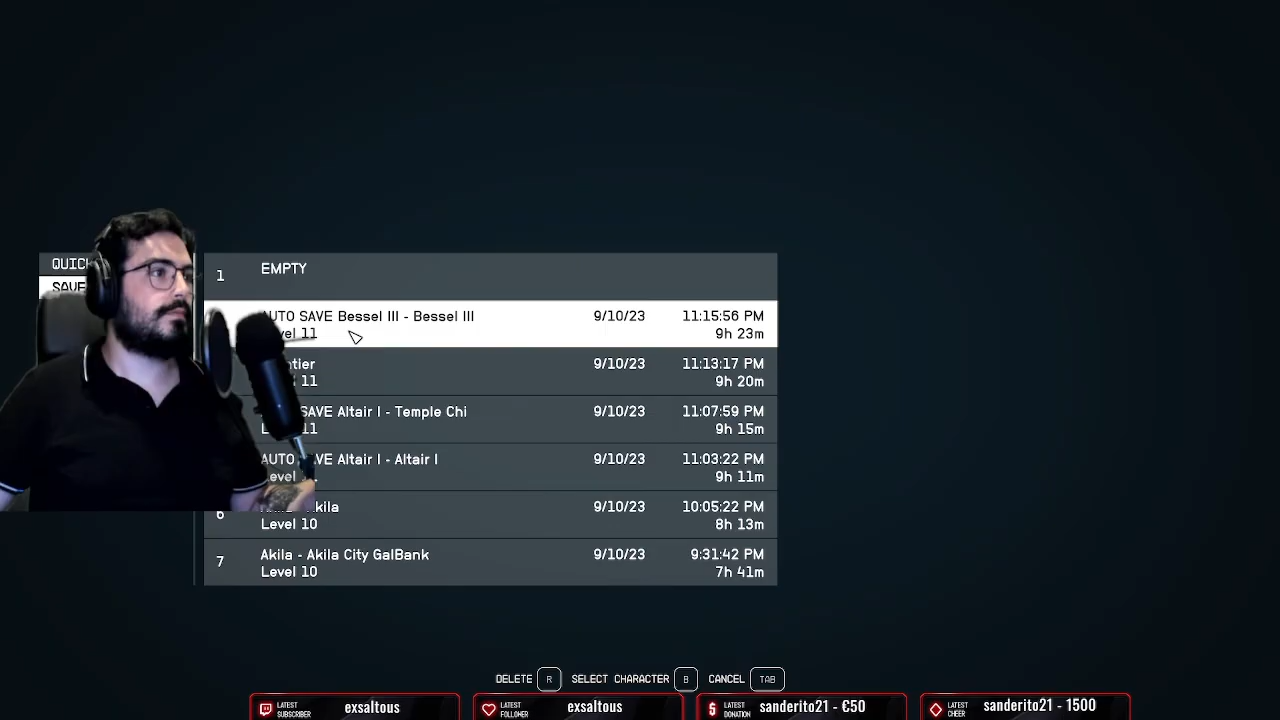 1
EMPTY
SAVE Bessel III - Bessel III
9/10/23
11:15:56 PM
11
9h 23m
9/10/23
11:13:17 PM
11
9h 20m
SAVE Altair I - Temple Chi
9/10/23
11:07:59 PM
11
9h 15m
AUTO
Altair I - Altair I
9/10/23
11:03:22 PM
9h 11m
6
9/10/23
10:05:22 PM
Level 10
8h 13m
7
Akila - Akila City GalBank
9/10/23
9:31:42 PM
Level 10
7h 41m
DELETE R SELECT CHARACTER B CANCEL TAB
LATEST SUBSCRIBER exsaltous
LATEST FOLLOWER exsaltous
$ LATEST DONATION sanderito21 - €50
LATEST CHEER sanderito21 - 1500